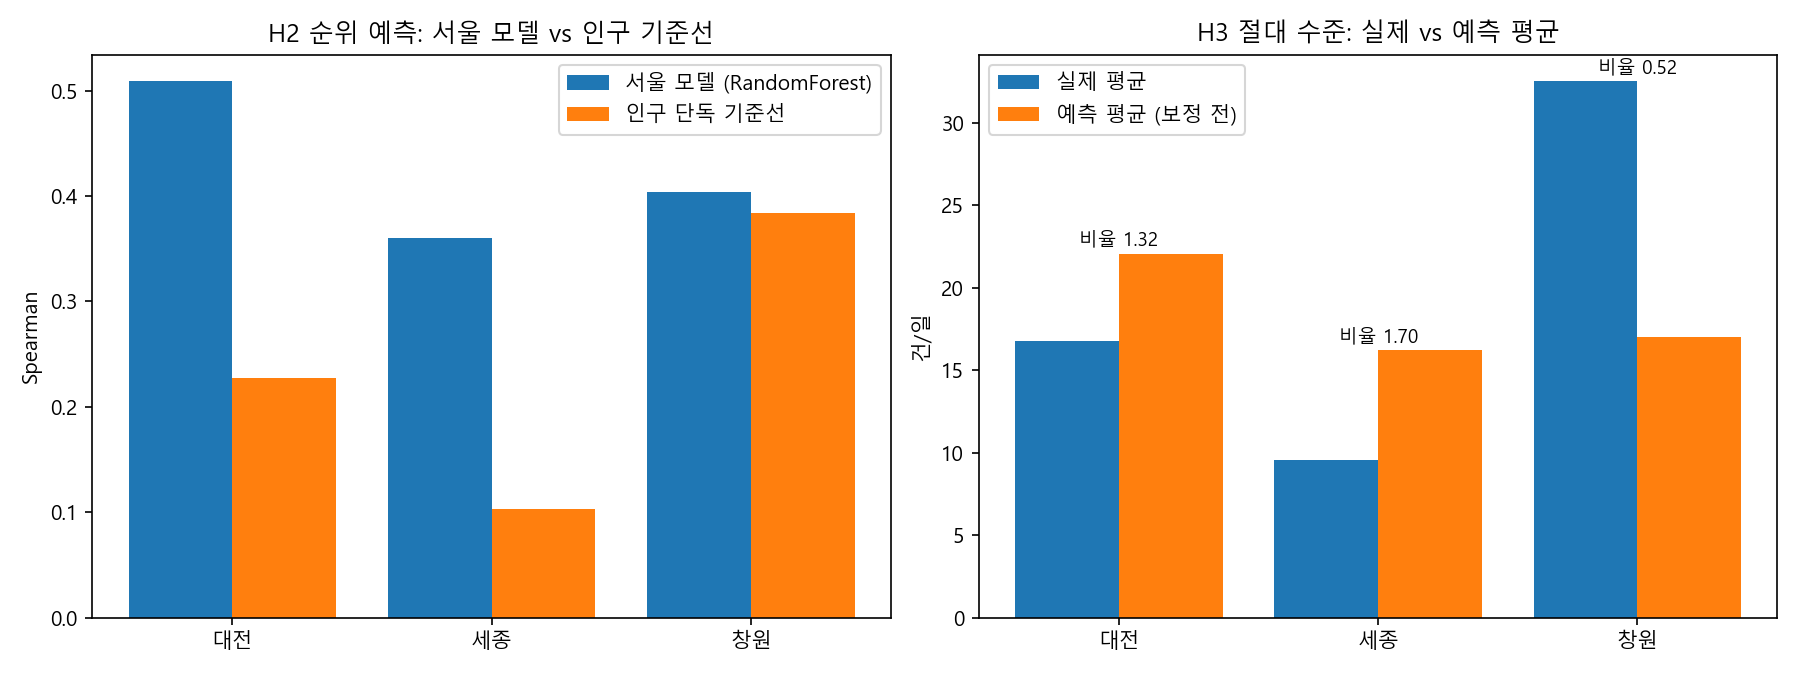 H2 순위 예측: 서울 모델 vs 인구 기준선
서울 모델 (RandomForest)
인구 단독 기준선
Spearman
0.5
0.4
0.3
0.2
0.1
0.0
대전
세종
창원
H3 절대 수준: 실제 vs 예측 평균
실제 평균
예측 평균 (보정 전)
비율 0.52
비율 1.32
비율 1.70
건/일
30
25
20
15
10
5
0
대전
세종
창원